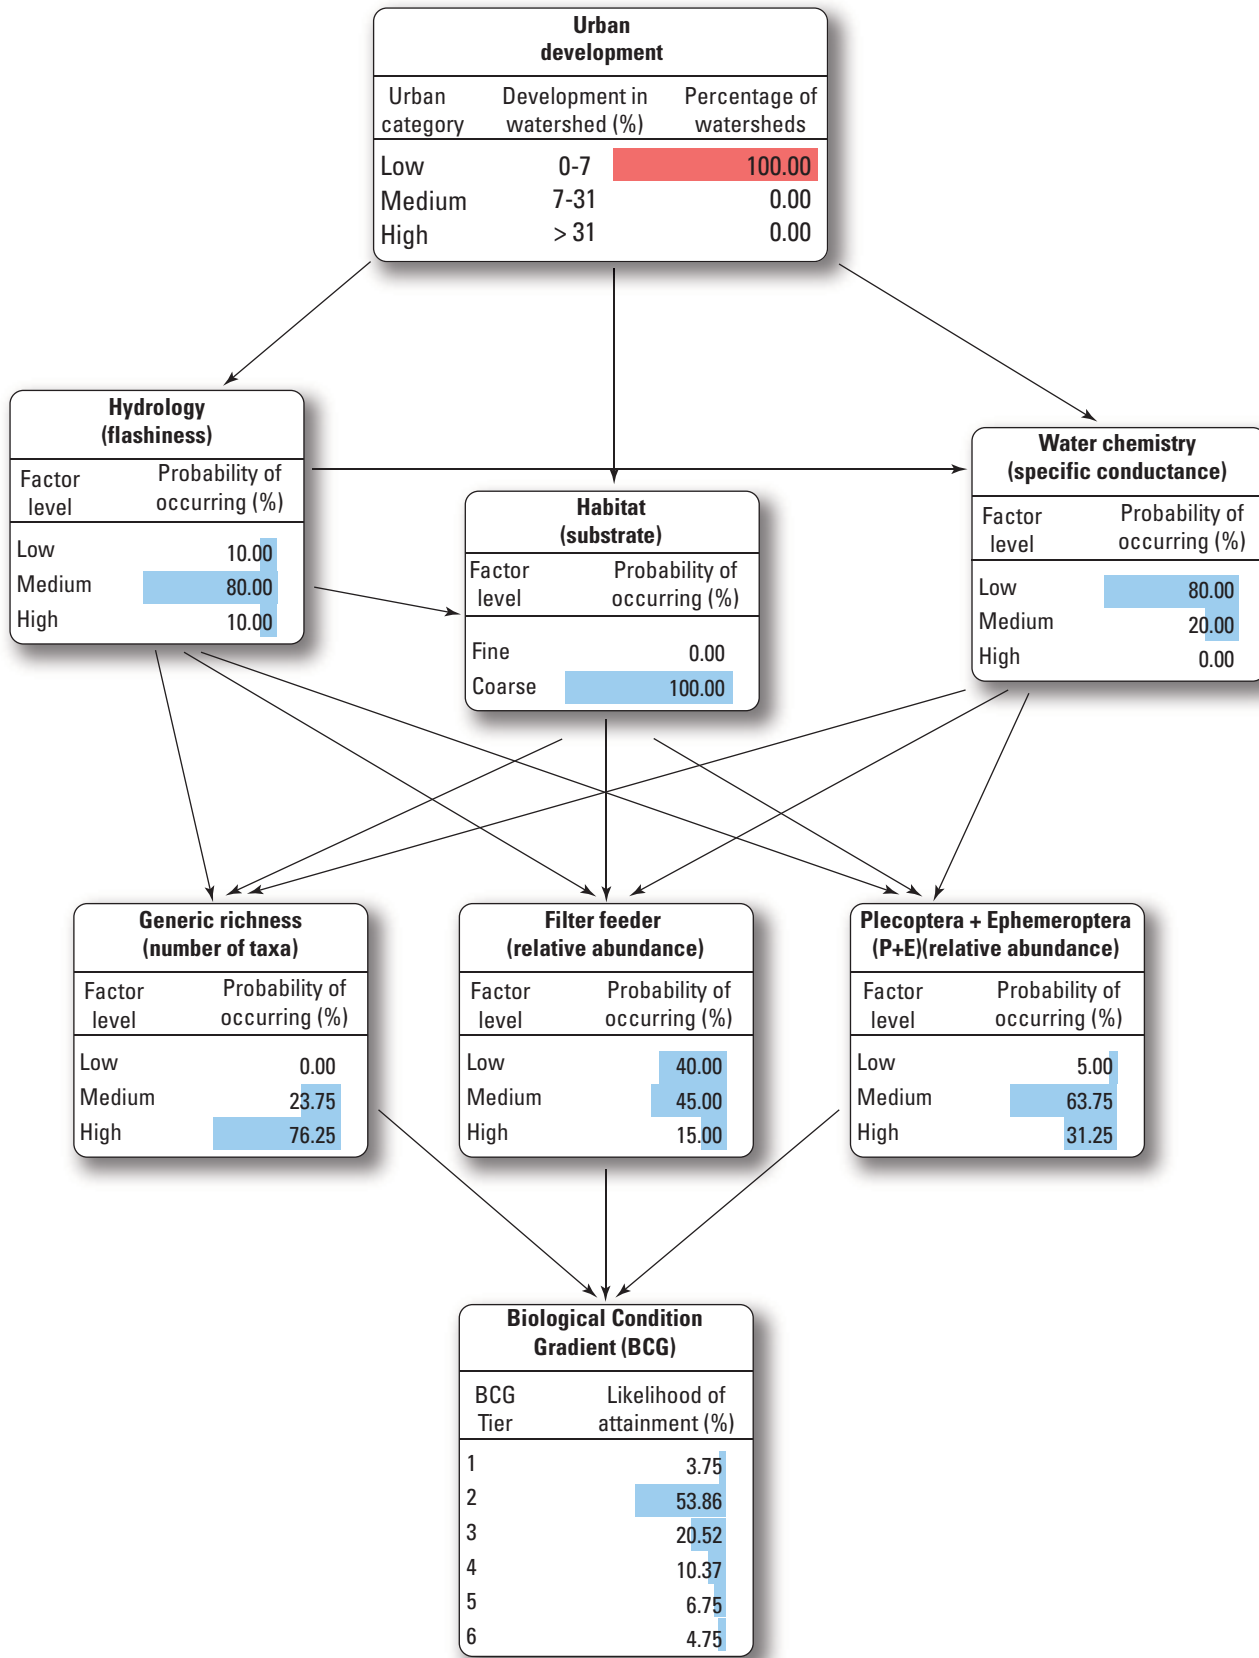 Urban
development
Urban category Development in watershed (%) Percentage of watersheds
Low 0-7 100.00
Medium 7-31 0.00
High > 31 0.00
Hydrology
(flashiness)
Factor level Probability of occurring (%)
Low 10.00
Medium 80.00
High 10.00
Habitat
(substrate)
Factor level Probability of occurring (%)
Fine 0.00
Coarse 100.00
Water chemistry
(specific conductance)
Factor level Probability of occurring (%)
Low 80.00
Medium 20.00
High 0.00
Generic richness
(number of taxa)
Factor level Probability of occurring (%)
Low 0.00
Medium 23.75
High 76.25
Filter feeder
(relative abundance)
Factor level Probability of occurring (%)
Low 40.00
Medium 45.00
High 15.00
Plecoptera + Ephemeroptera
(P+E)(relative abundance)
Factor level Probability of occurring (%)
Low 5.00
Medium 63.75
High 31.25
Biological Condition
Gradient (BCG)
BCG Tier Likelihood of attainment (%)
1 3.75
2 53.86
3 20.52
4 10.37
5 6.75
6 4.75